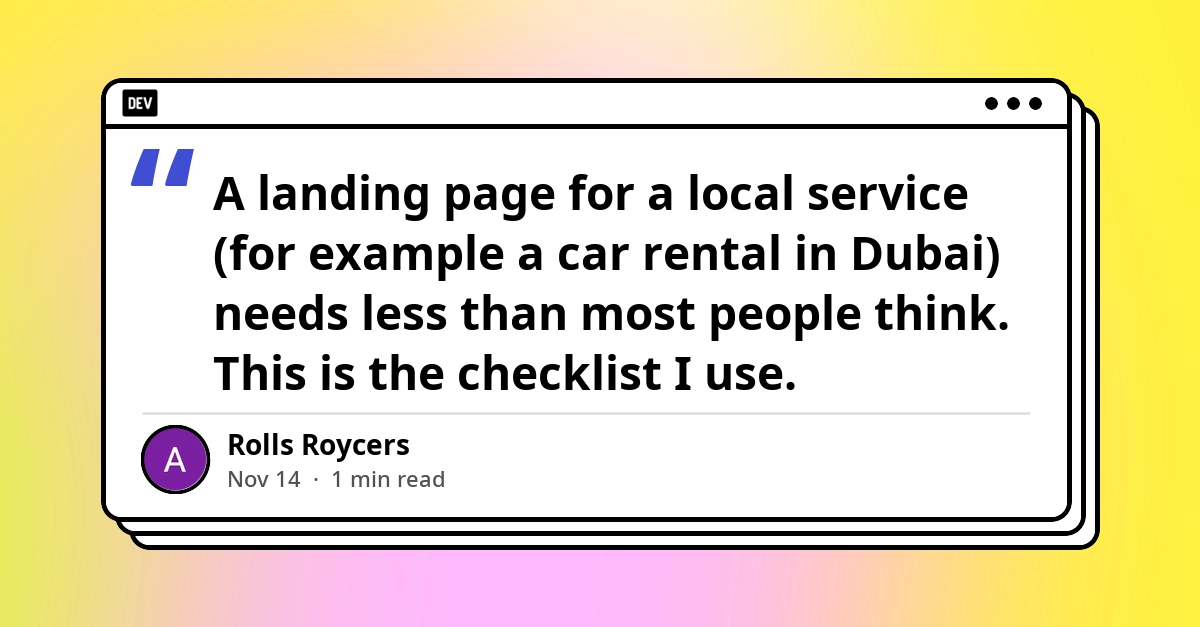 DEV
“
A landing page for a local service
(for example a car rental in Dubai)
needs less than most people think.
This is the checklist I use.
A
Rolls Roycers
Nov 14 · 1 min read